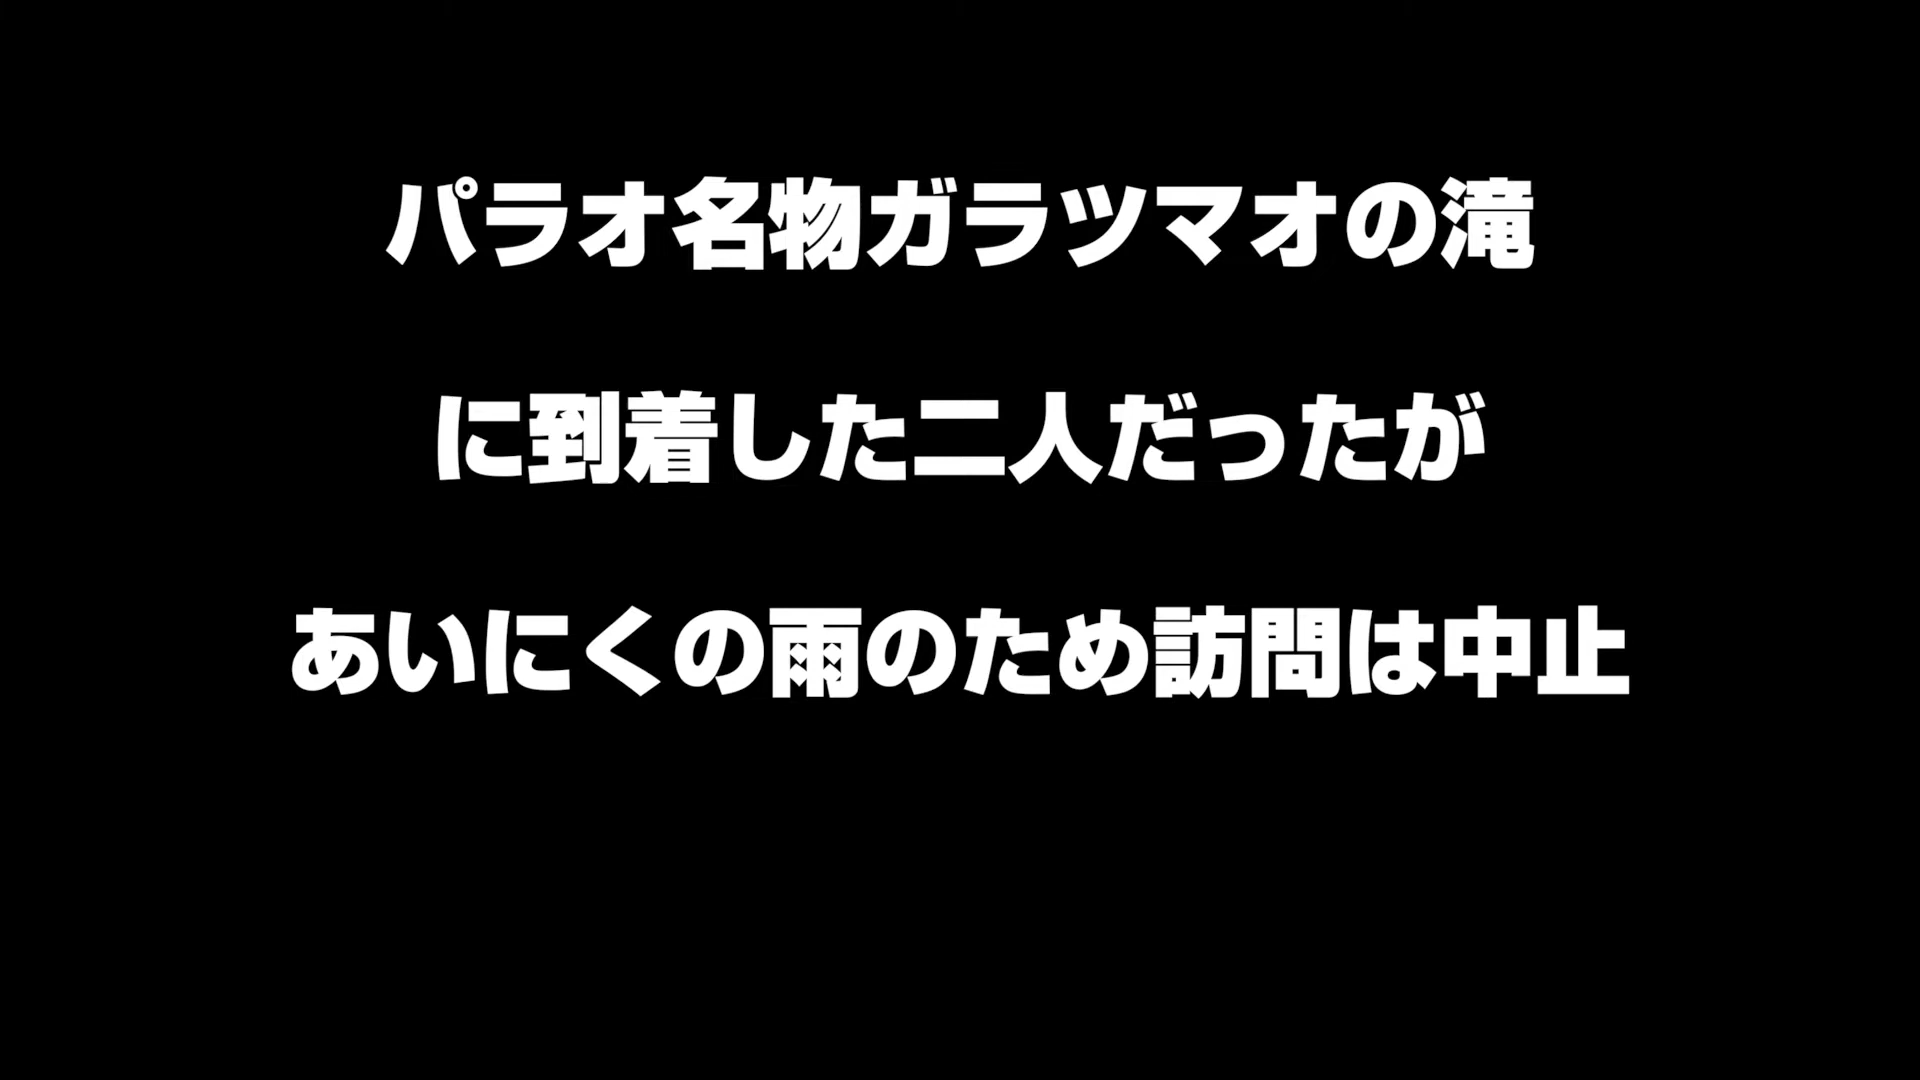 パラオ名物ガラツマオの滝
に到着した二人だったが
あいにくの雨のため訪問は中止